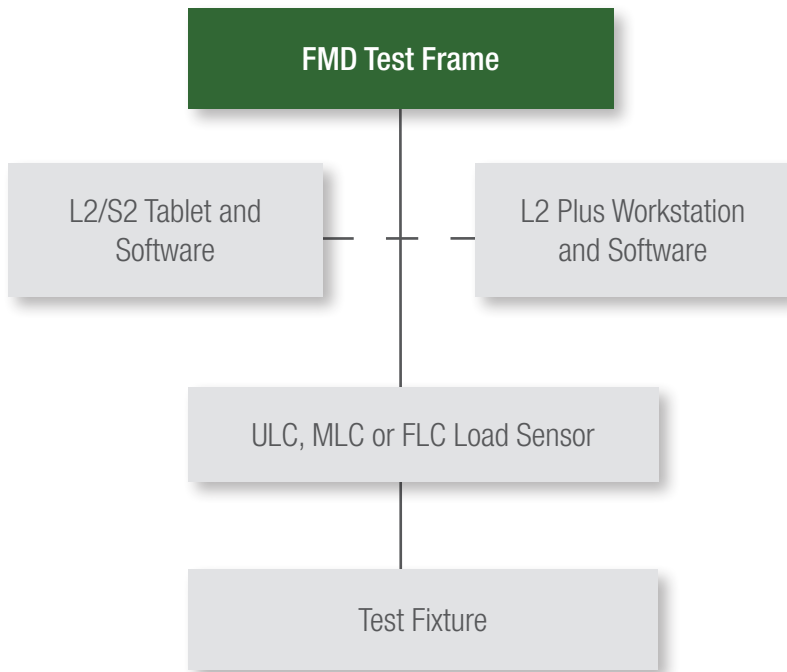 FMD Test Frame
L2/S2 Tablet and
Software
L2 Plus Workstation
and Software
ULC, MLC or FLC Load Sensor
Test Fixture